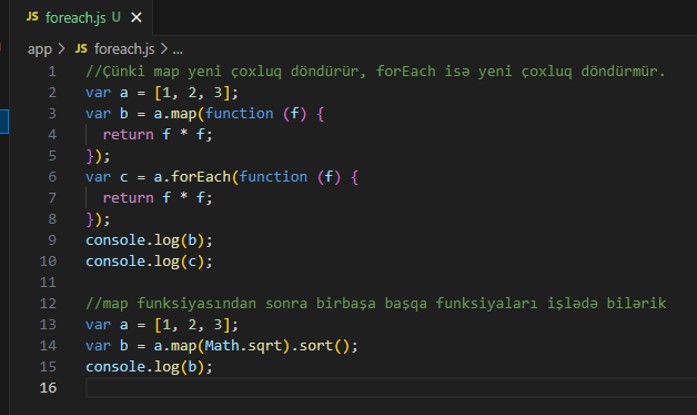 JS foreach.js U ×
app > JS foreach.js > ...
1 //Çünki map yeni çoxluq döndürür, forEach isə yeni çoxluq döndürmür.
2 var a = [1, 2, 3];
3 var b = a.map(function (f) {
4   return f * f;
5 });
6 var c = a.forEach(function (f) {
7   return f * f;
8 });
9 console.log(b);
10 console.log(c);
11
12 //map funksiyasından sonra birbaşa başqa funksiyaları işlədə bilərik
13 var a = [1, 2, 3];
14 var b = a.map(Math.sqrt).sort();
15 console.log(b);
16